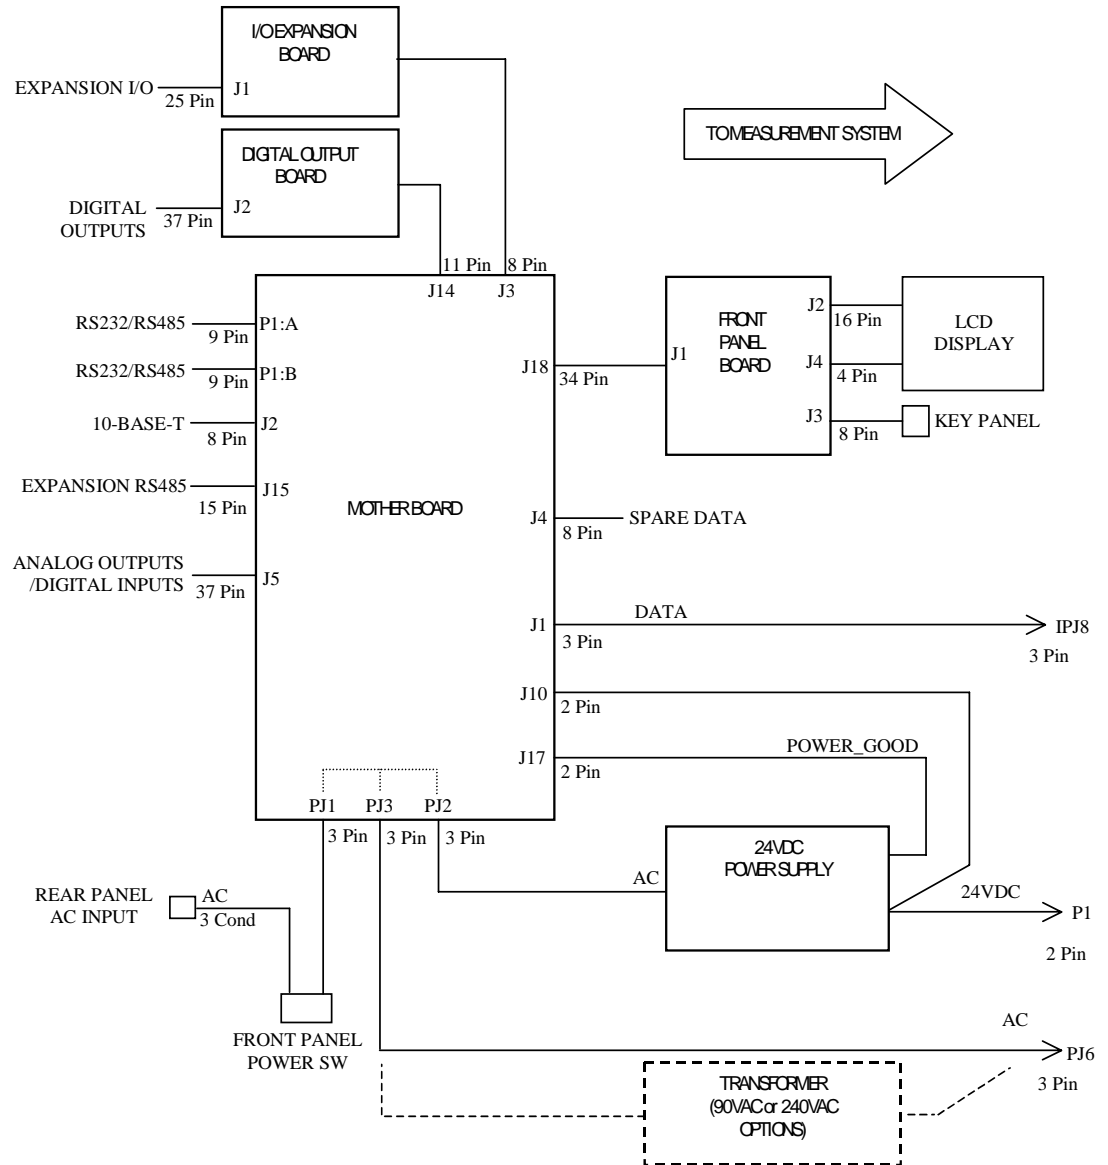 I/O EXPANSION
BOARD
EXPANSION I/O
J1
25 Pin
TO MEASUREMENT SYSTEM
DIGITAL OUTPUT
BOARD
DIGITAL
OUTPUTS
J2
37 Pin
11 Pin
8 Pin
J14
J3
RS232/RS485
P1:A
9 Pin
RS232/RS485
P1:B
9 Pin
10-BASE-T
J2
8 Pin
EXPANSION RS485
J15
15 Pin
ANALOG OUTPUTS
/DIGITAL INPUTS
J5
37 Pin
MOTHER BOARD
J18
34 Pin
J1
FRONT
PANEL
BOARD
J2
16 Pin
J4
4 Pin
J3
8 Pin
LCD
DISPLAY
KEY PANEL
J4
8 Pin
SPARE DATA
J1
3 Pin
DATA
IPJ8
3 Pin
J10
2 Pin
J17
2 Pin
POWER_GOOD
PJ1
PJ3
PJ2
3 Pin
3 Pin
3 Pin
24VDC
POWER SUPPLY
AC
24VDC
P1
2 Pin
REAR PANEL
AC INPUT
AC
3 Cond
FRONT PANEL
POWER SW
AC
PJ6
3 Pin
TRANSFORMER
(90VAC or 240VAC
OPTIONS)